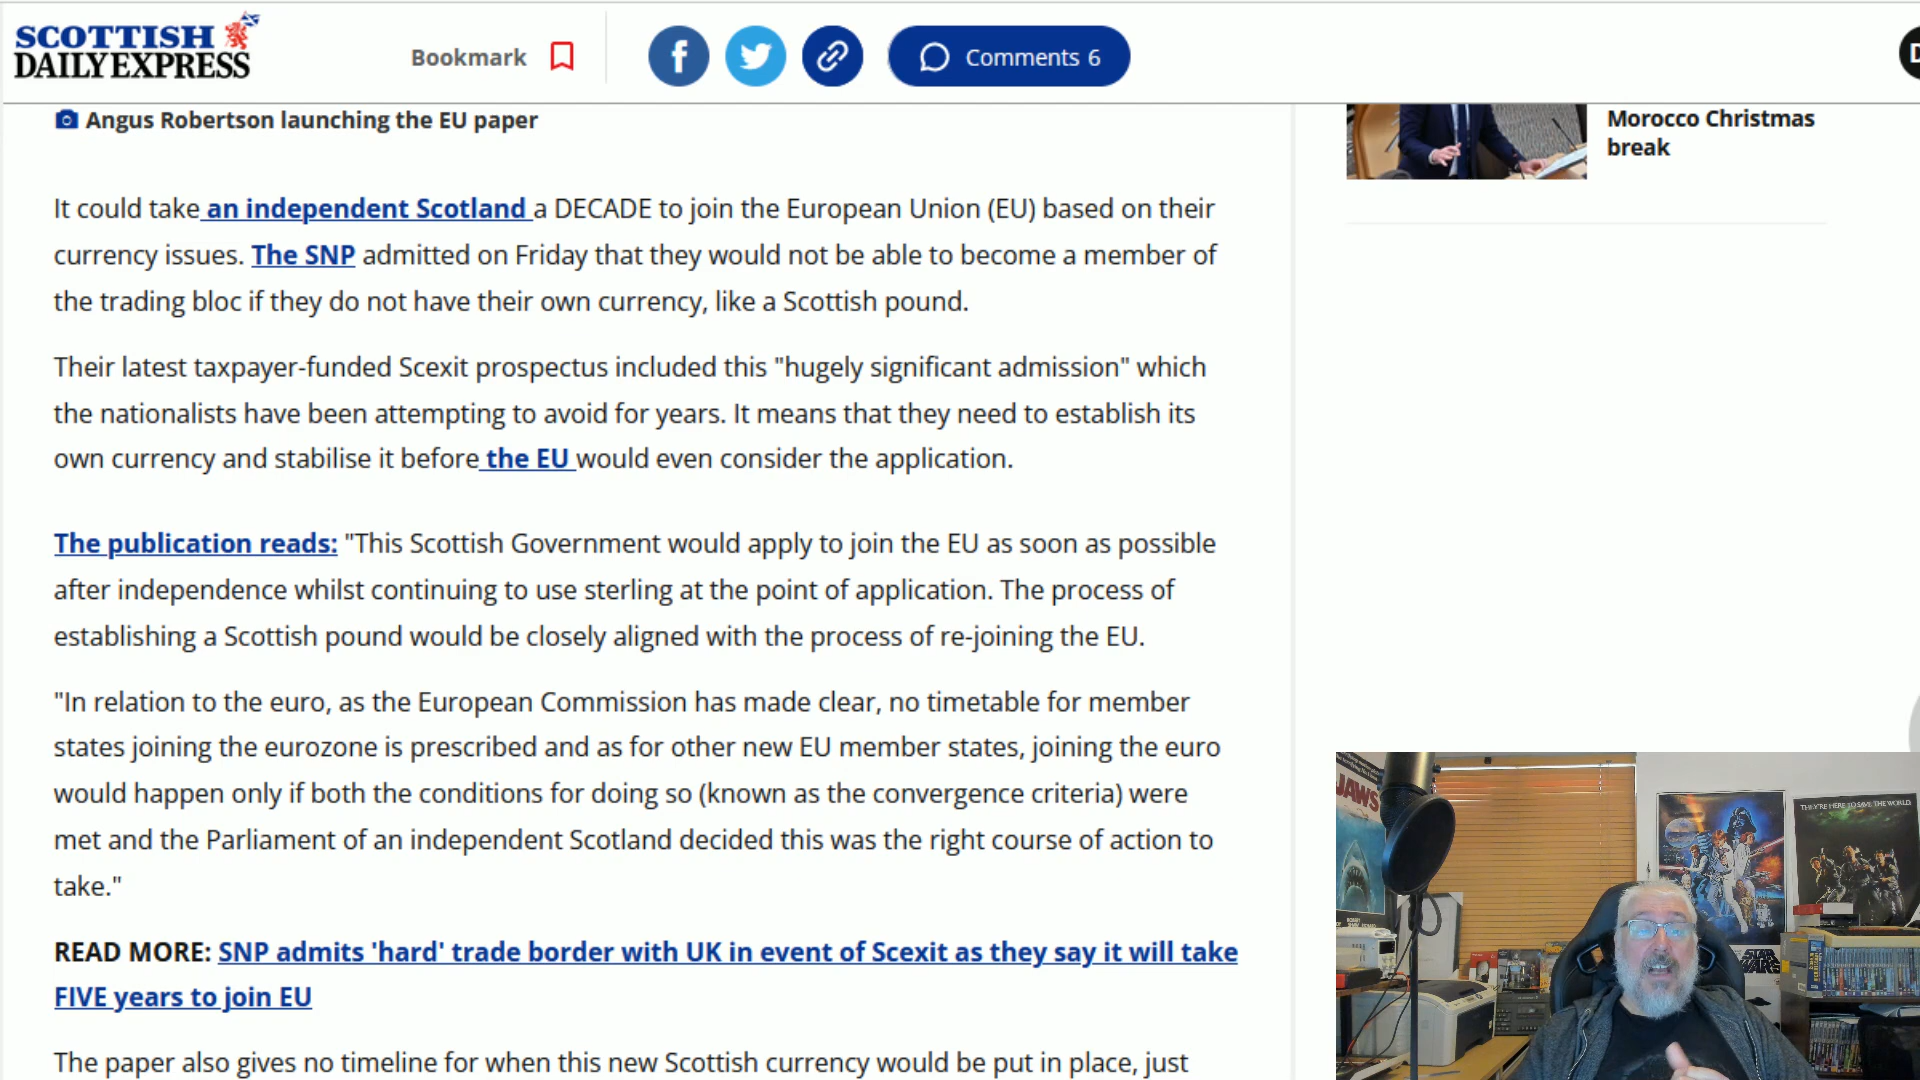 SCOTTISH
DAILY EXPRESS
Bookmark
Comments 6
Angus Robertson launching the EU paper
Morocco Christmas
break
It could take an independent Scotland a DECADE to join the European Union (EU) based on their
currency issues. The SNP admitted on Friday that they would not be able to become a member of
the trading bloc if they do not have their own currency, like a Scottish pound.
Their latest taxpayer-funded Scexit prospectus included this "hugely significant admission" which
the nationalists have been attempting to avoid for years. It means that they need to establish its
own currency and stabilise it before the EU would even consider the application.
The publication reads: "This Scottish Government would apply to join the EU as soon as possible
after independence whilst continuing to use sterling at the point of application. The process of
establishing a Scottish pound would be closely aligned with the process of re-joining the EU.
"In relation to the euro, as the European Commission has made clear, no timetable for member
states joining the eurozone is prescribed and as for other new EU member states, joining the euro
would happen only if both the conditions for doing so (known as the convergence criteria) were
met and the Parliament of an independent Scotland decided this was the right course of action to
take."
READ MORE: SNP admits 'hard' trade border with UK in event of Scexit as they say it will take
FIVE years to join EU
The paper also gives no timeline for when this new Scottish currency would be put in place, just
JAWS
THEY'RE HERE TO SAVE THE WORLD
STAR
WARS